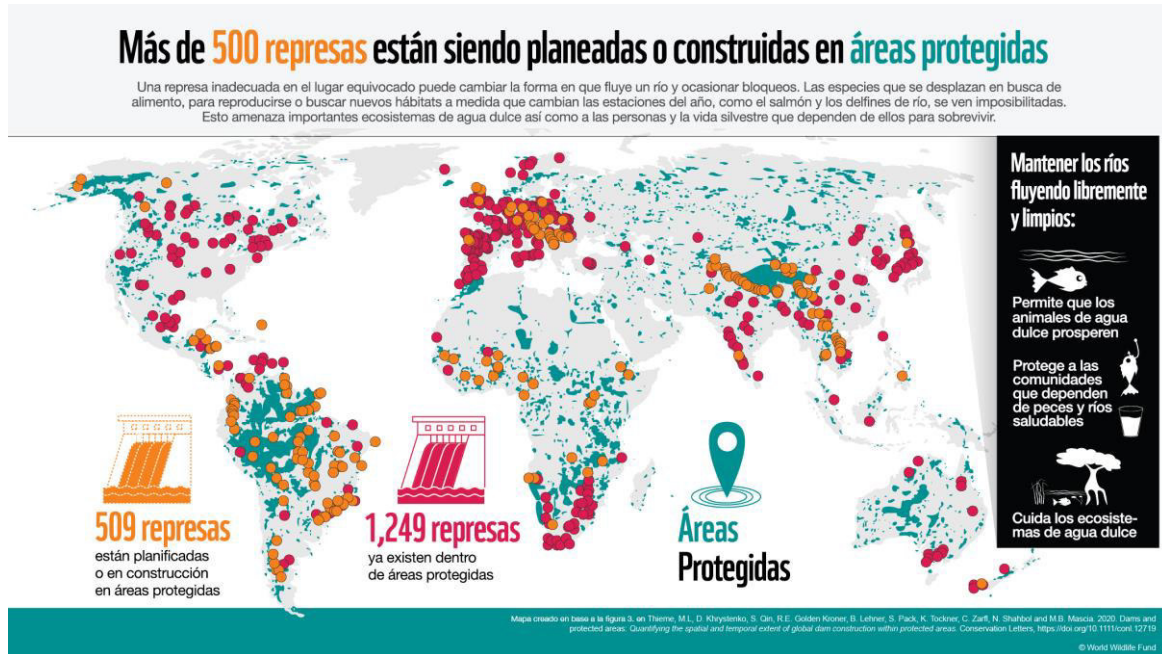 Más de 500 represas están siendo planeadas o construidas en áreas protegidas
Una represa inadecuada en el lugar equivocado puede cambiar la forma en que fluye un río y ocasionar bloqueos. Las especies que se desplazan en busca de
alimento, para reproducirse o buscar nuevos hábitats a medida que cambian las estaciones del año, como el salmón y los delfines de río, se ven imposibilitadas.
Esto amenaza importantes ecosistemas de agua dulce así como a las personas y la vida silvestre que dependen de ellos para sobrevivir.
Mantener los ríos
fluyendo libremente
y limpios:
Permite que los
animales de agua
dulce prosperen
Protege a las
comunidades
que dependen
de peces y ríos
saludables
Cuida los ecosiste-
mas de agua dulce
509 represas
están planificadas
o en construcción
en áreas protegidas
1,249 represas
ya existen dentro
de áreas protegidas
Áreas
Protegidas
Mapa creado en base a la figura 3. en Thieme, M.L, D. Khrystenko, S. Qin, R.E. Golden Kroner, B. Lehner, S. Pack, K. Tockner, C. Zarfl, N. Shahbol and M.B. Mascia. 2020. Dams and
protected areas: Quantifying the spatial and temporal extent of global dam construction within protected areas. Conservation Letters, https://doi.org/10.1111/conl.12719
© World Wildlife Fund